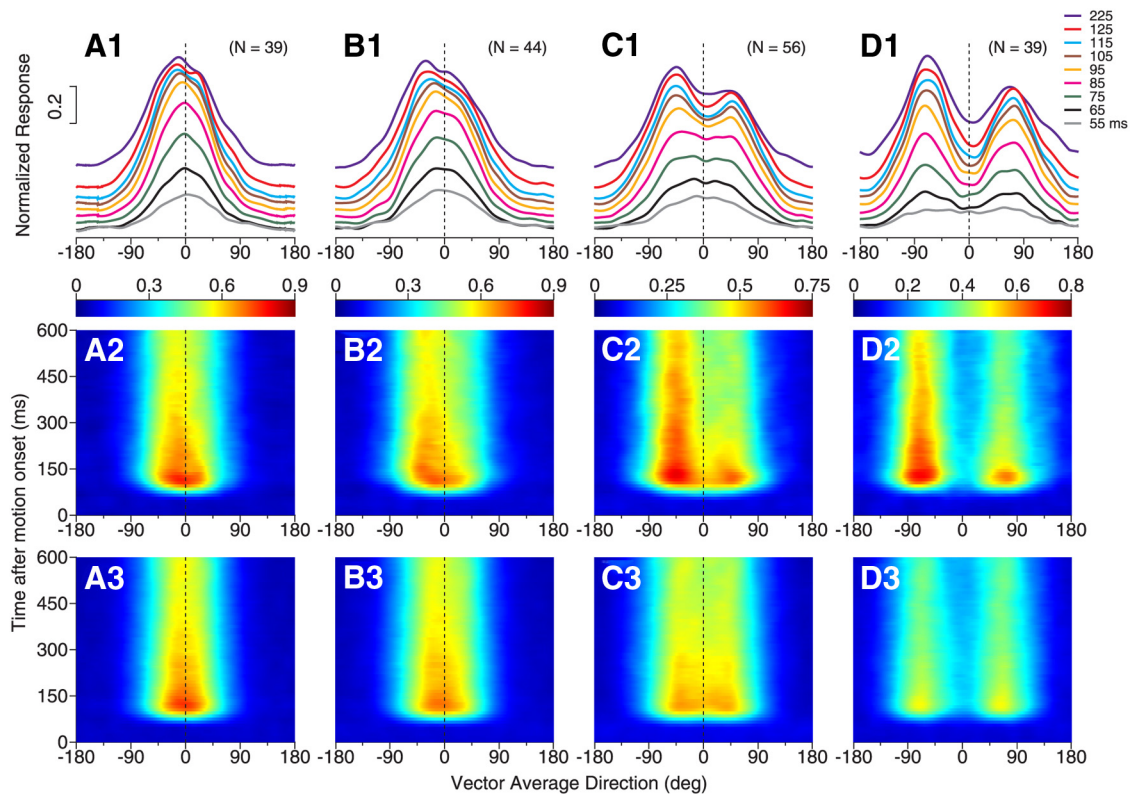 A1 (N = 39)
B1 (N = 44)
C1 (N = 56)
D1 (N = 39)
225
125
115
105
95
85
75
65
55 ms
Normalized Response
0.2
-180 -90 0 90 180
-180 -90 0 90 180
-180 -90 0 90 180
-180 -90 0 90 180
0 0.3 0.6 0.9
0 0.3 0.6 0.9
0 0.25 0.5 0.75
0 0.2 0.4 0.6 0.8
Time after motion onset (ms)
600
450
300
150
0
A2
B2
C2
D2
-180 -90 0 90 180
-180 -90 0 90 180
-180 -90 0 90 180
-180 -90 0 90 180
600
450
300
150
0
A3
B3
C3
D3
-180 -90 0 90 180
-180 -90 0 90 180
-180 -90 0 90 180
-180 -90 0 90 180
Vector Average Direction (deg)